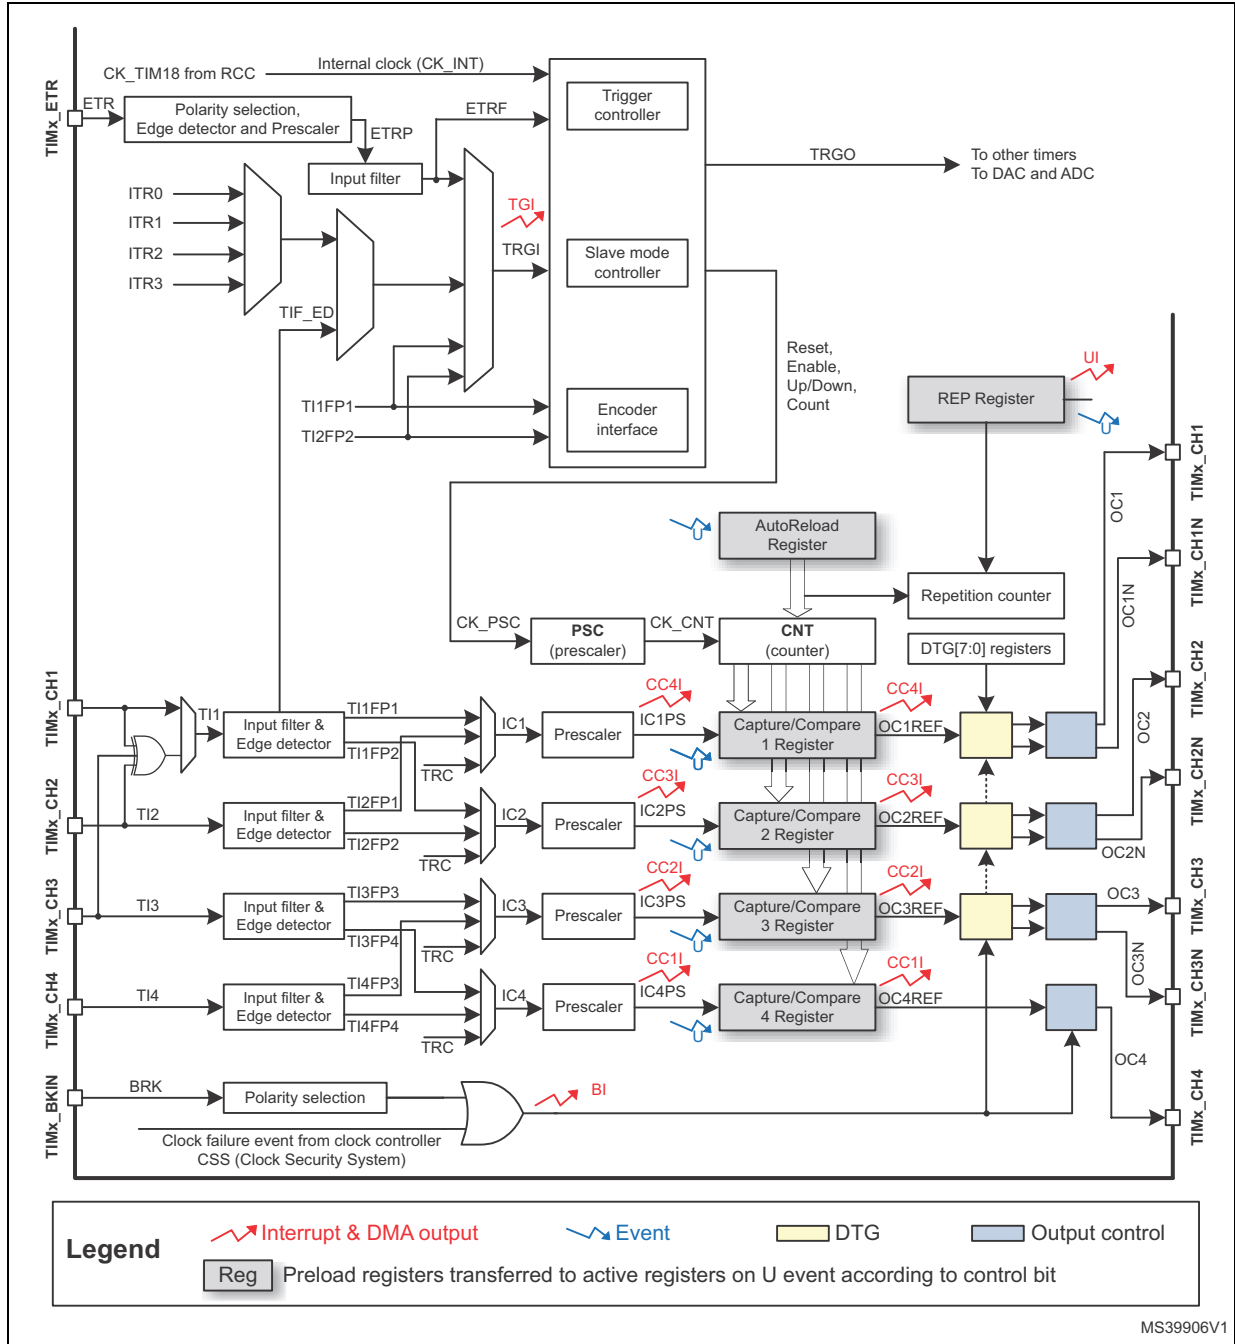 CK_TIM18 from RCC
Internal clock (CK_INT)
TIMx_ETR
ETR
Polarity selection,
Edge detector and Prescaler
ETRP
ETRF
Input filter
Trigger
controller
TRGO
To other timers
To DAC and ADC
ITR0
ITR1
ITR2
ITR3
TGI
TRGI
Slave mode
controller
TIF_ED
Reset,
Enable,
Up/Down,
Count
UI
REP Register
U
TI1FP1
TI2FP2
Encoder
interface
TIMx_CH1
OC1
U
AutoReload
Register
TIMx_CH1N
OC1N
Repetition counter
CK_PSC
PSC
(prescaler)
CK_CNT
CNT
(counter)
DTG[7:0] registers
TIMx_CH1
TI1
Input filter &
Edge detector
TI1FP1
TI1FP2
TRC
IC1
Prescaler
CC4I
IC1PS
U
Capture/Compare
1 Register
CC4I
OC1REF
OC2
TIMx_CH2
TIMx_CH2
TI2
Input filter &
Edge detector
TI2FP1
TI2FP2
TRC
IC2
Prescaler
CC3I
IC2PS
U
Capture/Compare
2 Register
CC3I
OC2REF
OC2N
TIMx_CH2N
TIMx_CH3
TI3
Input filter &
Edge detector
TI3FP3
TI3FP4
TRC
IC3
Prescaler
CC2I
IC3PS
U
Capture/Compare
3 Register
CC2I
OC3REF
OC3
TIMx_CH3
OC3N
TIMx_CH3N
TIMx_CH4
TI4
Input filter &
Edge detector
TI4FP3
TI4FP4
TRC
IC4
Prescaler
CC1I
IC4PS
U
Capture/Compare
4 Register
CC1I
OC4REF
OC4
TIMx_CH4
TIMx_BKIN
BRK
Polarity selection
BI
Clock failure event from clock controller
CSS (Clock Security System)
Legend
Interrupt & DMA output
Event
DTG
Output control
Reg
Preload registers transferred to active registers on U event according to control bit
MS39906V1